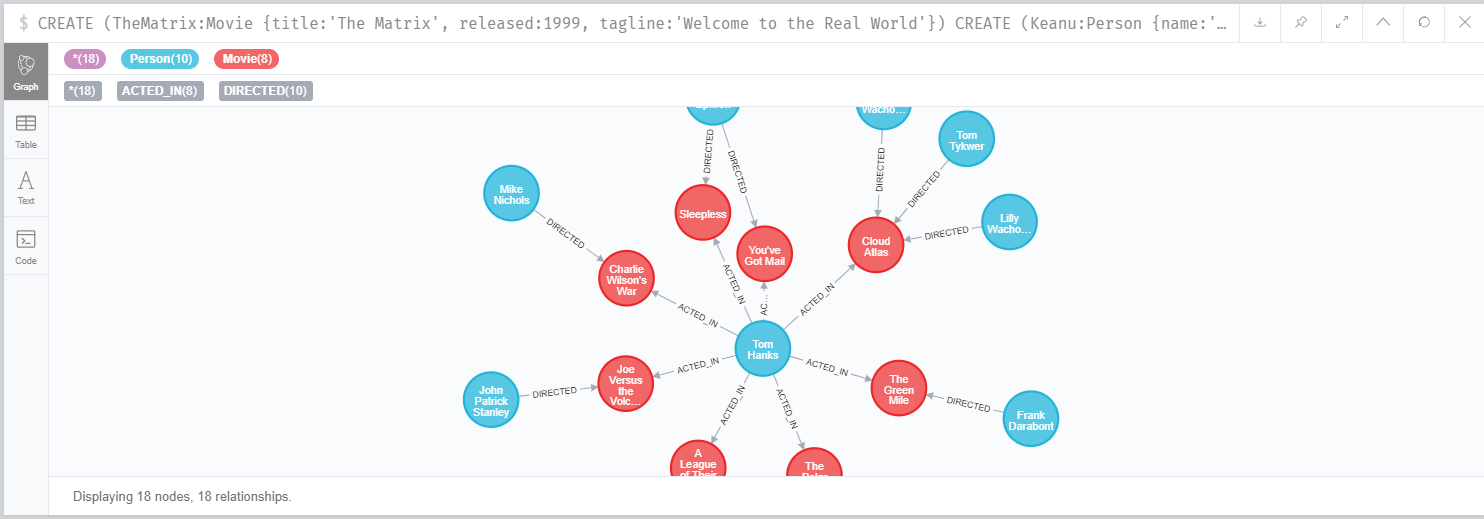 $ CREATE (TheMatrix:Movie {title:'The Matrix', released:1999, tagline:'Welcome to the Real World'}) CREATE (Keanu:Person {name:'…
*(18) Person(10) Movie(8)
*(18) ACTED_IN(8) DIRECTED(10)
Graph
Table
Text
Code
Wacho…
Tom
Tykwer
DIRECTED
DIRECTED
DIRECTED
DIRECTED
Mike
Nichols
Sleepless
Lilly
Wacho…
DIRECTED
DIRECTED
You've
Got Mail
Cloud
Atlas
Charlie
Wilson's
War
ACTED_IN
AC…
ACTED_IN
ACTED_IN
Tom
Hanks
ACTED_IN
ACTED_IN
Joe
Versus
the
Volc…
DIRECTED
John
Patrick
Stanley
The
Green
Mile
DIRECTED
Frank
Darabont
ACTED_IN
ACTED_IN
A
League
of Their
The
Displaying 18 nodes, 18 relationships.